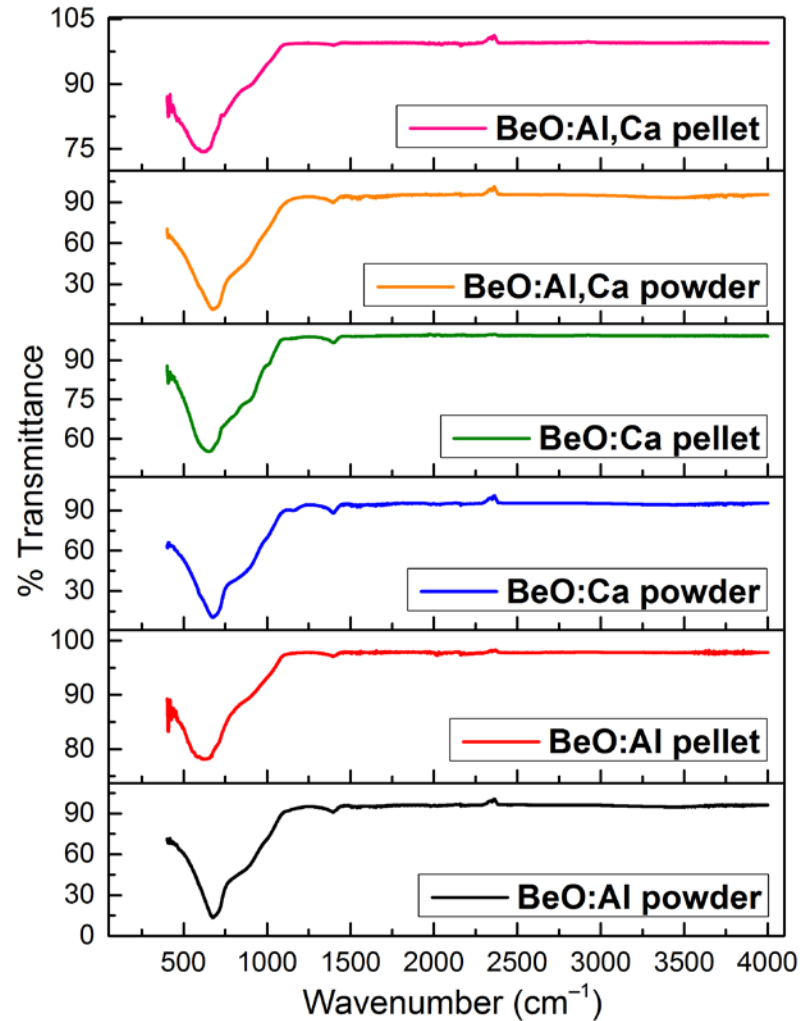 105
90
75
BeO:Al,Ca pellet
90
60
30
BeO:Al,Ca powder
90
75
60
BeO:Ca pellet
90
60
30
BeO:Ca powder
100
90
80
BeO:Al pellet
90
60
30
0
BeO:Al powder
% Transmittance
500 1000 1500 2000 2500 3000 3500 4000
Wavenumber (cm⁻¹)